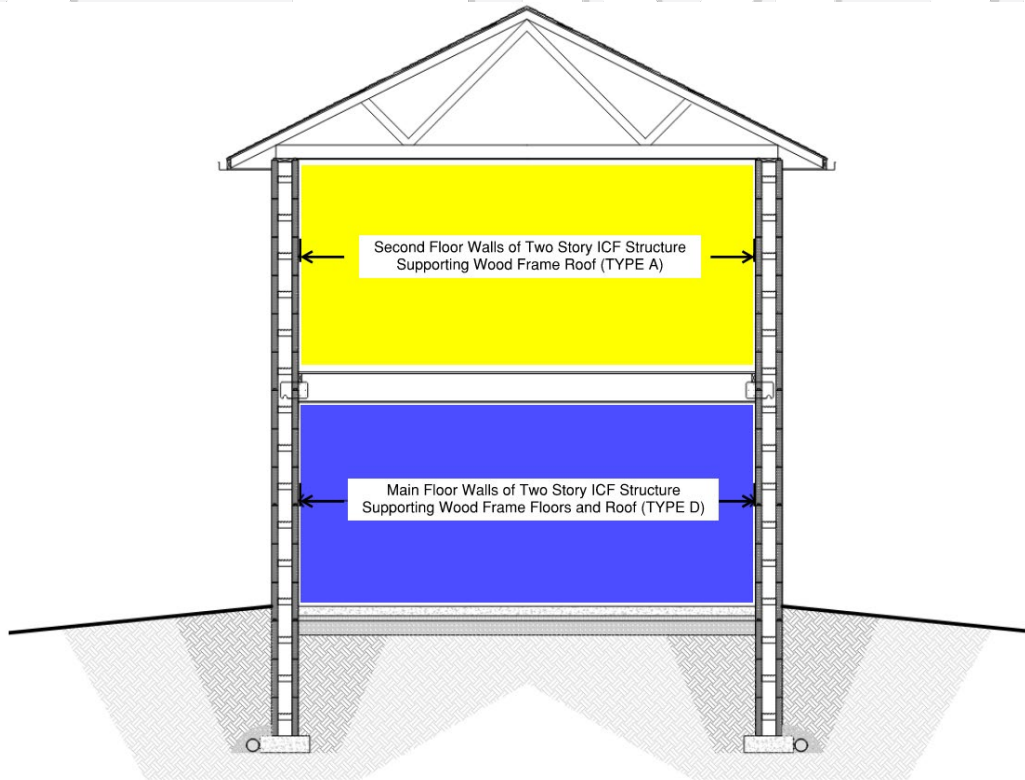 Second Floor Walls of Two Story ICF Structure
Supporting Wood Frame Roof (TYPE A)
Main Floor Walls of Two Story ICF Structure
Supporting Wood Frame Floors and Roof (TYPE D)